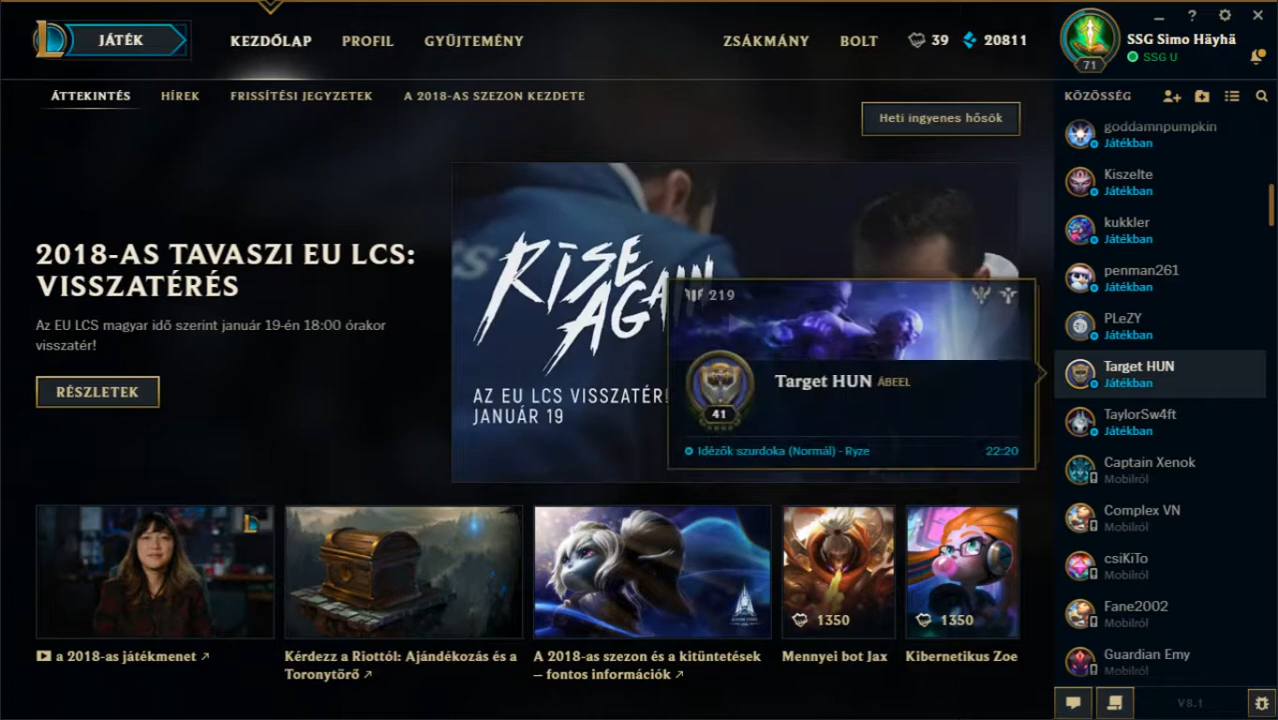 JÁTÉK
KEZDŐLAP
PROFIL
GYŰJTEMÉNY
ZSÁKMÁNY
BOLT
39
20811
?
SSG Simo Häyhä
71
SSG U
ÁTTEKINTÉS
HÍREK
FRISSÍTÉSI JEGYZETEK
A 2018-AS SZEZON KEZDETE
Heti ingyenes hősök
2018-AS TAVASZI EU LCS:
VISSZATÉRÉS
Az EU LCS magyar idő szerint január 19-én 18:00 órakor
visszatér!
RÉSZLETEK
RISE
AGAIN
AZ EU LCS VISSZATÉR!
JANUÁR 19
219
Target HUN ÁBEEL
41
Idézők szurdoka (Normál) - Ryze
22:20
a 2018-as játékmenet ↗
Kérdezz a Riottól: Ajándékozás és a
Toronytörő ↗
A 2018-as szezon és a kitüntetések
– fontos információk ↗
1350
Mennyei bot Jax
1350
Kibernetikus Zoe
KÖZÖSSÉG
goddamnpumpkin
Játékban
Kiszelte
Játékban
kukkler
Játékban
penman261
Játékban
PLeZY
Játékban
Target HUN
Játékban
TaylorSw4ft
Játékban
Captain Xenok
Mobilról
Complex VN
Mobilról
csiKiTo
Mobilról
Fane2002
Mobilról
Guardian Emy
Mobilról
V8.1